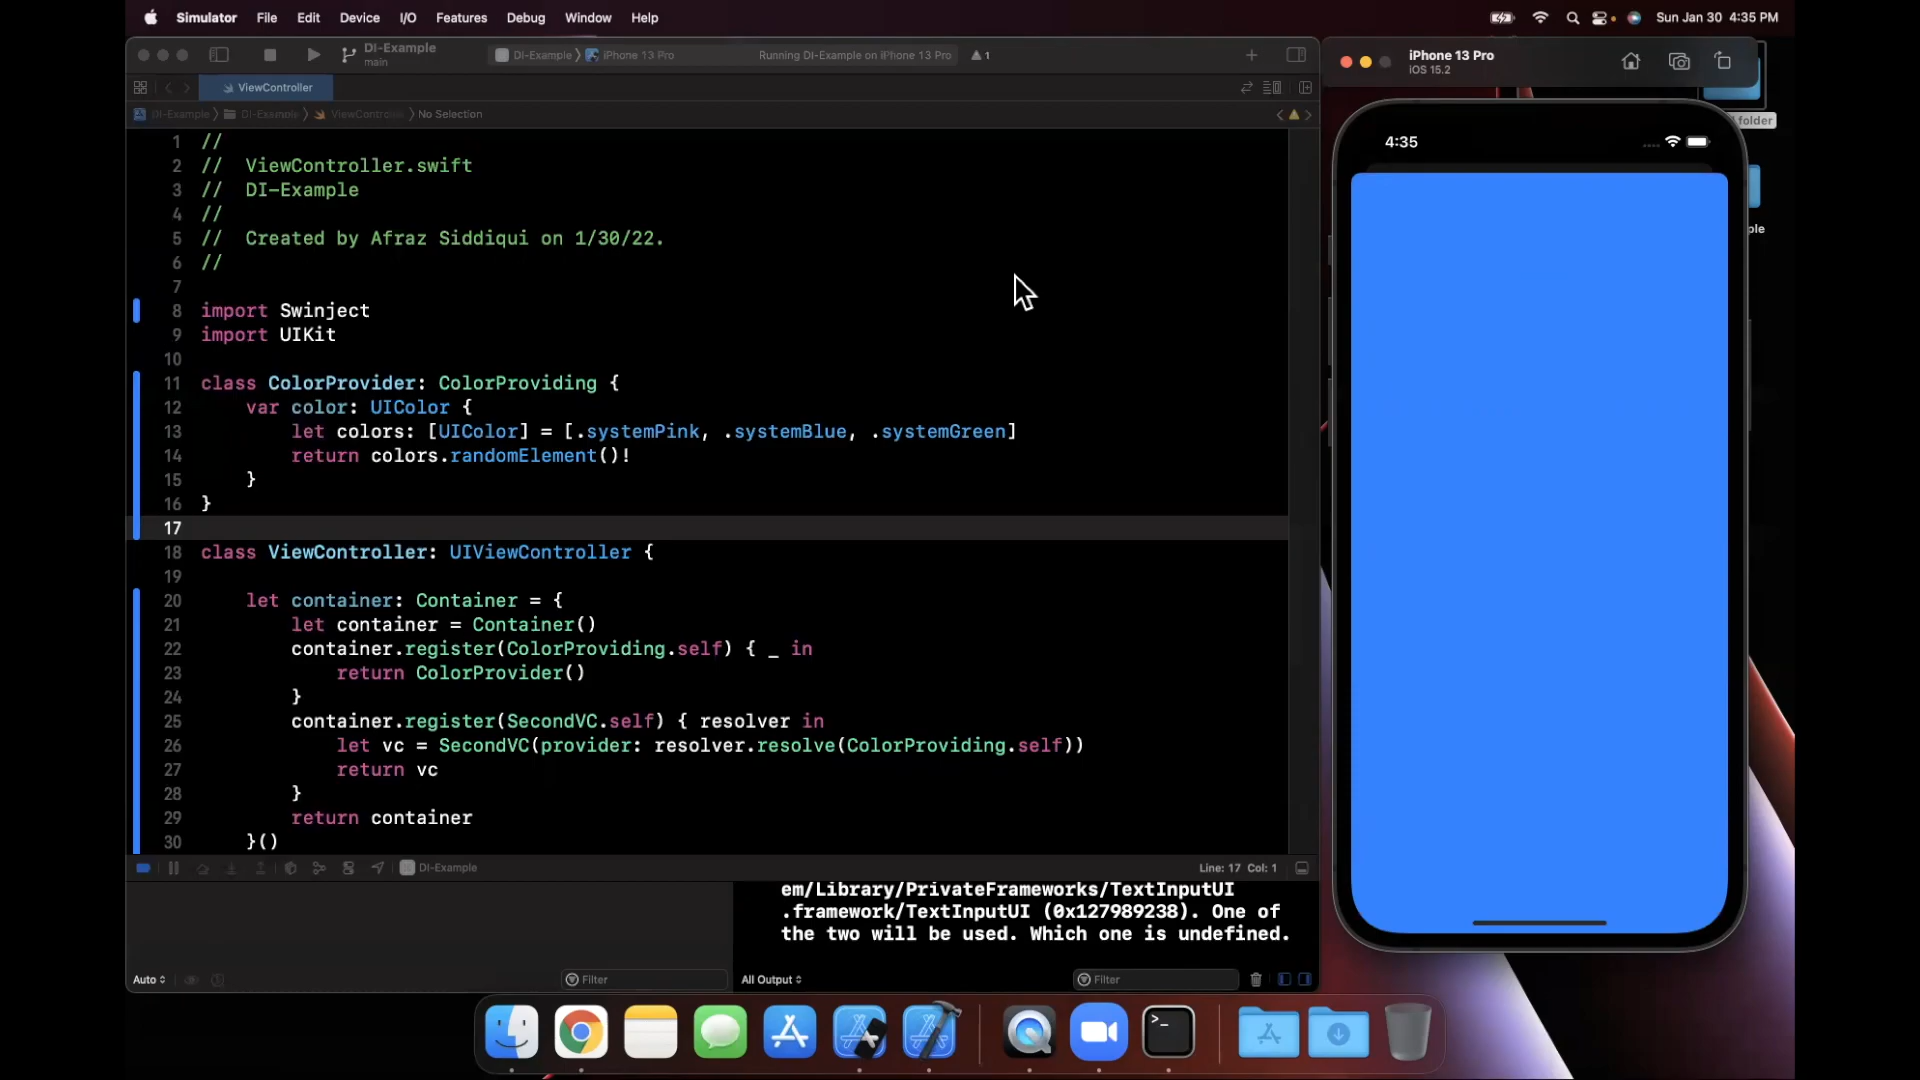 Simulator File Edit Device I/O Features Debug Window Help Sun Jan 30 4:35 PM
DI-Example
main
DI-Example iPhone 13 Pro Running DI-Example on iPhone 13 Pro 1
iPhone 13 Pro
iOS 15.2
ViewController
DI-Example DI-Example ViewController No Selection
folder
4:35
ple
1 //
2 //  ViewController.swift
3 //  DI-Example
4 //
5 //  Created by Afraz Siddiqui on 1/30/22.
6 //
7
8 import Swinject
9 import UIKit
10
11 class ColorProvider: ColorProviding {
12     var color: UIColor {
13         let colors: [UIColor] = [.systemPink, .systemBlue, .systemGreen]
14         return colors.randomElement()!
15     }
16 }
17
18 class ViewController: UIViewController {
19
20     let container: Container = {
21         let container = Container()
22         container.register(ColorProviding.self) { _ in
23             return ColorProvider()
24         }
25         container.register(SecondVC.self) { resolver in
26             let vc = SecondVC(provider: resolver.resolve(ColorProviding.self))
27             return vc
28         }
29         return container
30     }()
DI-Example Line: 17 Col: 1
em/Library/PrivateFrameworks/TextInputUI
.framework/TextInputUI (0x127989238). One of
the two will be used. Which one is undefined.
Auto Filter All Output Filter
>_